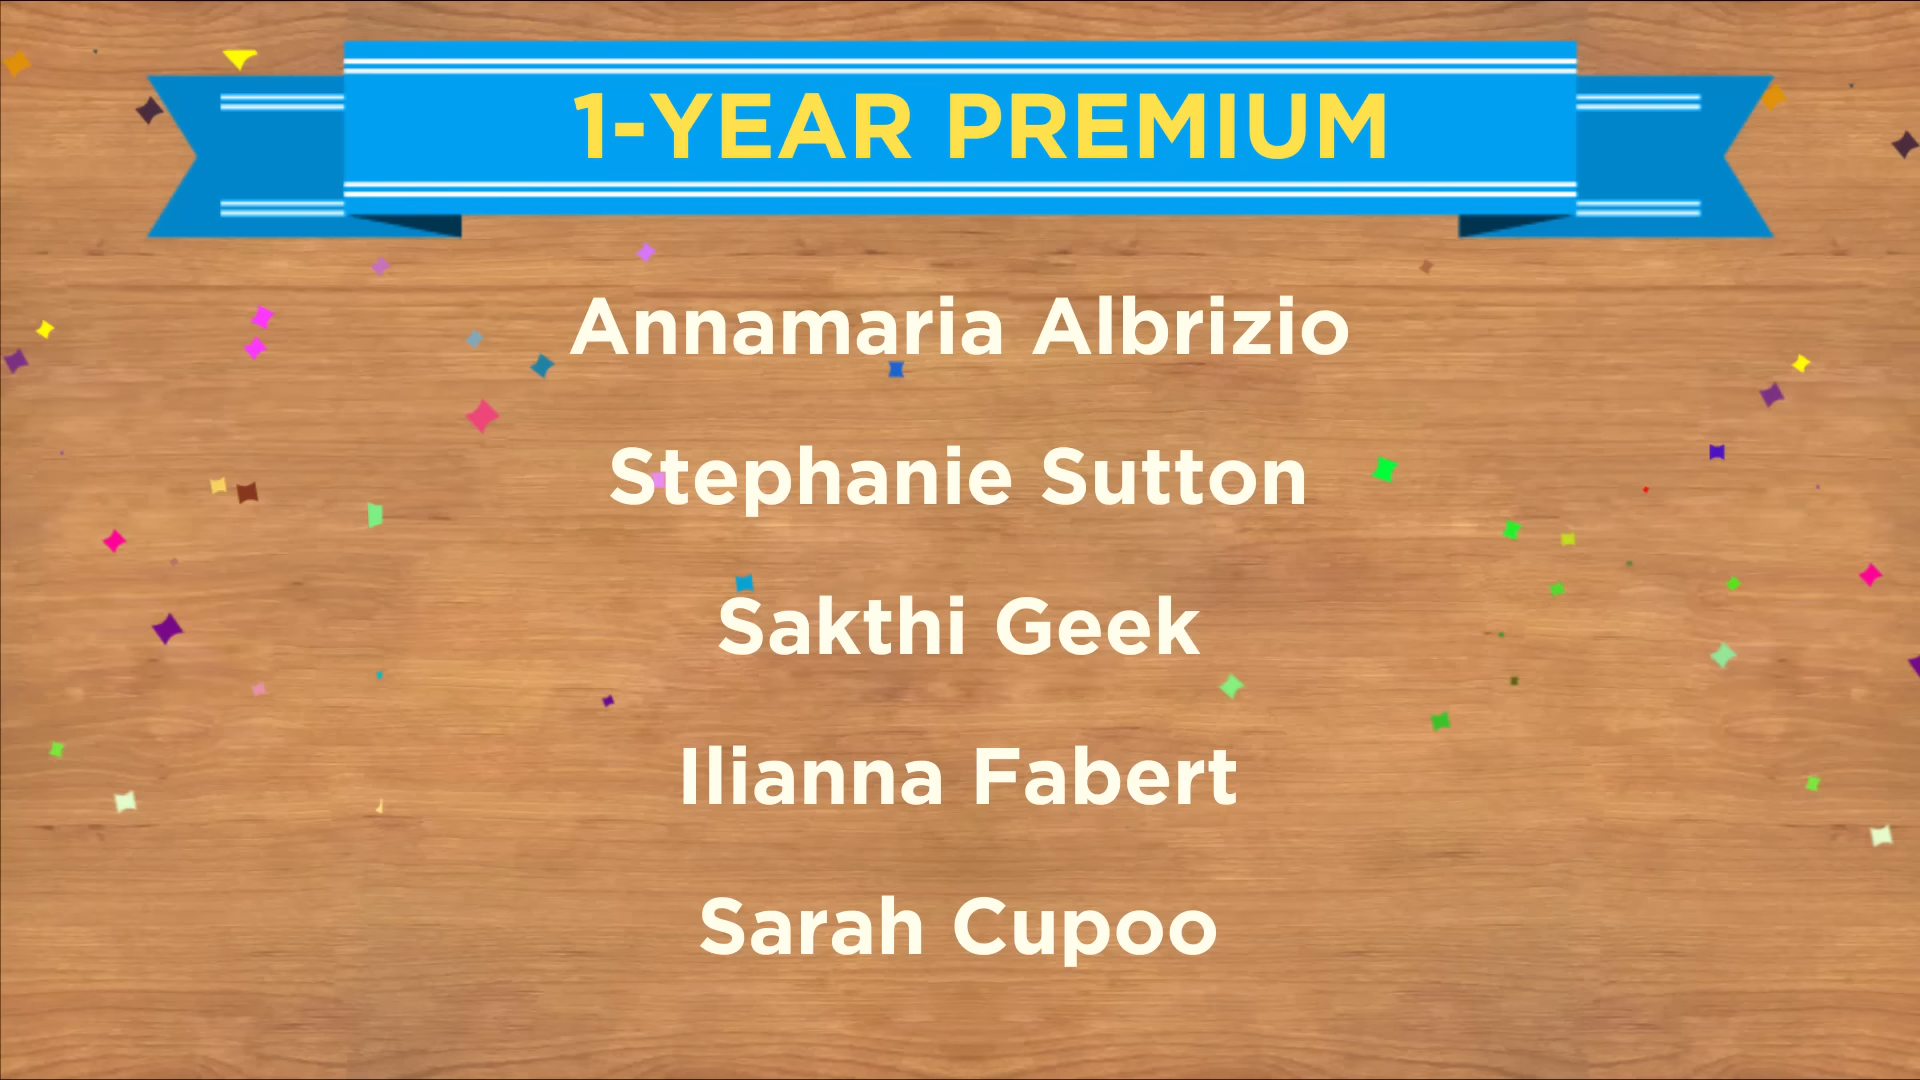 1-YEAR PREMIUM
Annamaria Albrizio
Stephanie Sutton
Sakthi Geek
Ilianna Fabert
Sarah Cupoo